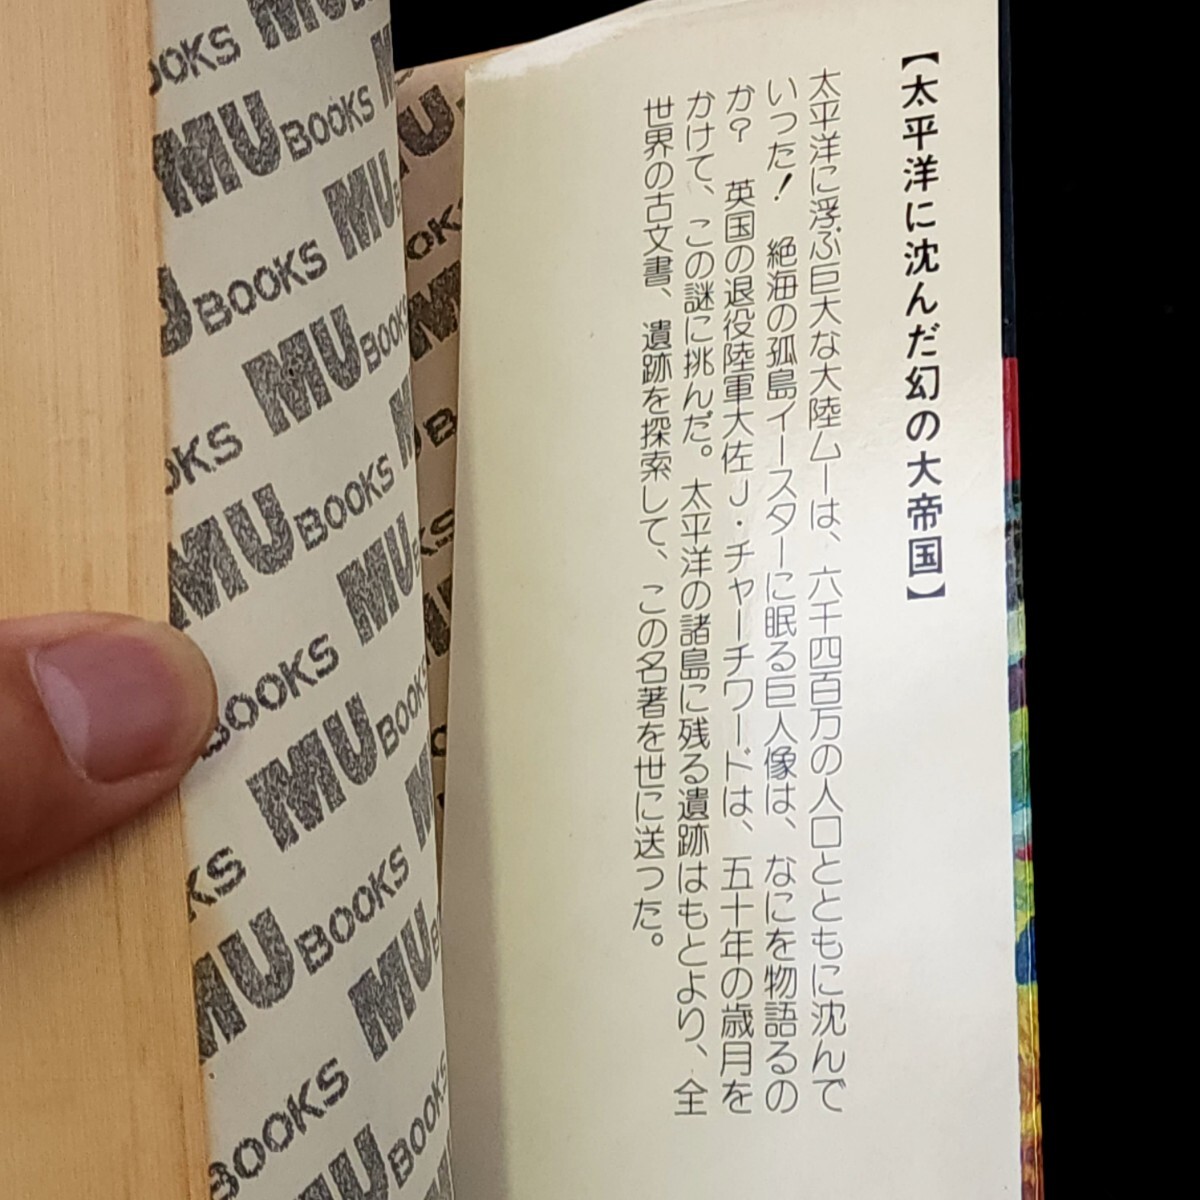 【太平洋に沈んだ幻の大帝国】
太平洋に浮ぶ巨大な大陸ムーは、六千四百万の人口とともに沈んで
いった！　絶海の孤島イースターに眠る巨人像は、なにを物語るの
か？　英国の退役陸軍大佐J・チャーチワードは、五十年の歳月を
かけて、この謎に挑んだ。太平洋の諸島に残る遺跡はもとより、全
世界の古文書、遺跡を探索して、この名著を世に送った。
MU BOOKS
MU BOOKS
MU BOOKS
MU BOOKS
MU BOOKS